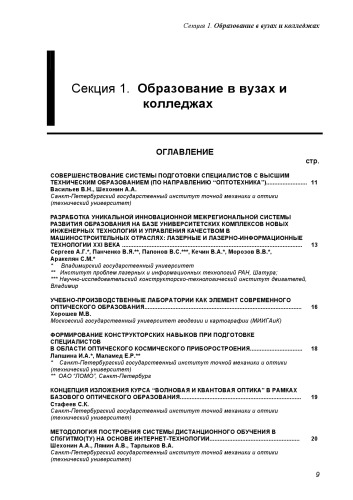 Секция 1. Образование в вузах и колледжах
Секция 1. Образование в вузах и
колледжах
ОГЛАВЛЕНИЕ
стр.
СОВЕРШЕНСТВОВАНИЕ СИСТЕМЫ ПОДГОТОВКИ СПЕЦИАЛИСТОВ С ВЫСШИМ
ТЕХНИЧЕСКИМ ОБРАЗОВАНИЕМ (ПО НАПРАВЛЕНИЮ "ОПТОТЕХНИКА")...................... 11
Васильев В.Н., Шехонин А.А.
Санкт-Петербургский государственный институт точной механики и оптики
(технический университет)
РАЗРАБОТКА УНИКАЛЬНОЙ ИННОВАЦИОННОЙ МЕЖРЕГИОНАЛЬНОЙ СИСТЕМЫ
РАЗВИТИЯ ОБРАЗОВАНИЯ НА БАЗЕ УНИВЕРСИТЕТСКИХ КОМПЛЕКСОВ НОВЫХ
ИНЖЕНЕРНЫХ ТЕХНОЛОГИЙ И УПРАВЛЕНИЯ КАЧЕСТВОМ В
МАШИНОСТРОИТЕЛЬНЫХ ОТРАСЛЯХ: ЛАЗЕРНЫЕ И ЛАЗЕРНО-ИНФОРМАЦИОННЫЕ
ТЕХНОЛОГИИ XXI ВЕКА ........................................................................ 13
Сергеев А.Г.*, Панченко В.Я.**, Папонов В.С.***, Кечин В.А.*, Морозов В.В.*,
Аракелян С.М.*
* Владимирский государственный университет
** Институт проблем лазерных и информационных технологий РАН, Шатура;
*** Научно-исследовательский конструкторско-технологический институт двигателей,
Владимир
УЧЕБНО-ПРОИЗВОДСТВЕННЫЕ ЛАБОРАТОРИИ КАК ЭЛЕМЕНТ СОВРЕМЕННОГО
ОПТИЧЕСКОГО ОБРАЗОВАНИЯ................................................................ 16
Хорошев М.В.
Московский государственный университет геодезии и картографии (МИИГАиК)
ФОРМИРОВАНИЕ КОНСТРУКТОРСКИХ НАВЫКОВ ПРИ ПОДГОТОВКЕ
СПЕЦИАЛИСТОВ
В ОБЛАСТИ ОПТИЧЕСКОГО КОСМИЧЕСКОГО ПРИБОРОСТРОЕНИЯ........................... 18
Лапшина И.А.*, Маламед Е.Р.**
* Санкт-Петербургский государственный институт точной механики и оптики
(технический университет)
** ОАО "ЛОМО", Санкт-Петербург
КОНЦЕПЦИЯ ИЗЛОЖЕНИЯ КУРСА "ВОЛНОВАЯ И КВАНТОВАЯ ОПТИКА" В РАМКАХ
БАЗОВОГО ОПТИЧЕСКОГО ОБРАЗОВАНИЯ...................................................... 19
Стафеев С.К.
Санкт-Петербургский государственный институт точной механики и оптики
(технический университет)
МЕТОДОЛОГИЯ ПОСТРОЕНИЯ СИСТЕМЫ ДИСТАНЦИОННОГО ОБУЧЕНИЯ В
СПбГИТМО(ТУ) НА ОСНОВЕ ИНТЕРНЕТ-ТЕХНОЛОГИИ........................................ 20
Шехонин А.А., Лямин А.В., Тарлыков В.А.
Санкт-Петербургский государственный институт точной механики и оптики
(технический университет)
9